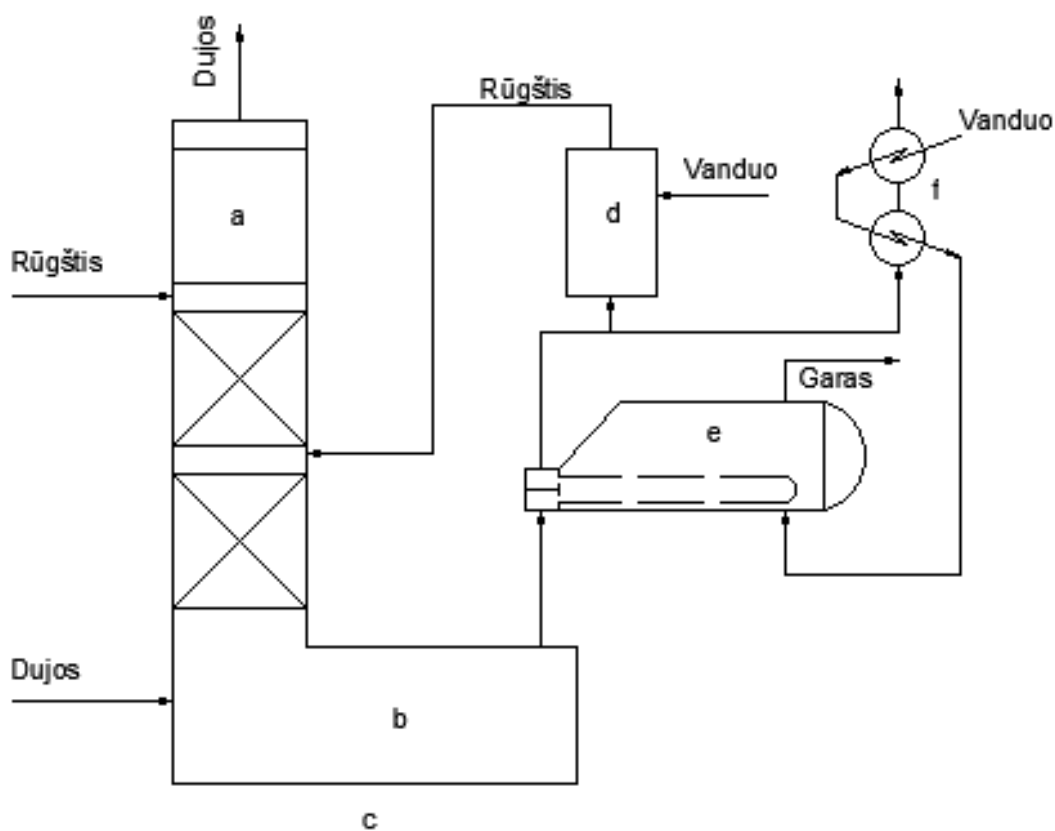 Dujos
Rūgštis
Vanduo
a
Vanduo
d
f
Rūgštis
Garas
e
Dujos
b
c